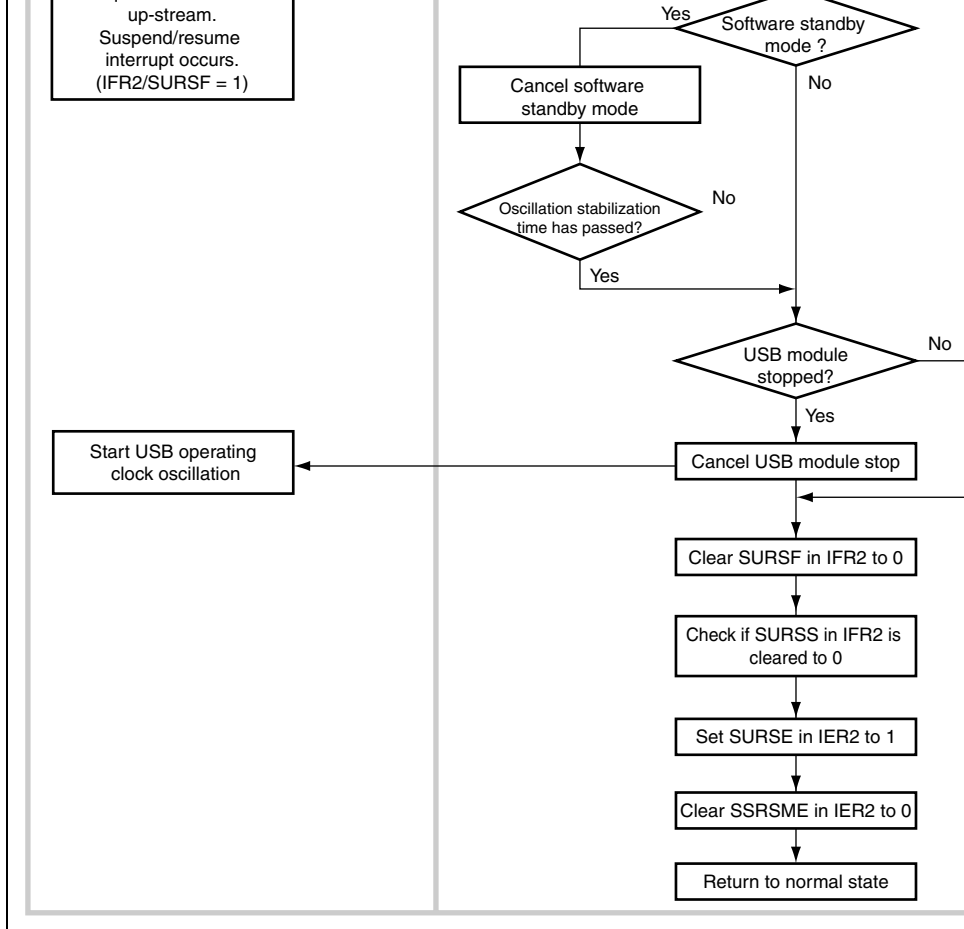 up-stream.
Suspend/resume
interrupt occurs.
(IFR2/SURSF = 1)
Yes
Software standby
mode ?
No
Cancel software
standby mode
Oscillation stabilization
time has passed?
No
Yes
USB module
stopped?
No
Yes
Start USB operating
clock oscillation
Cancel USB module stop
Clear SURSF in IFR2 to 0
Check if SURSS in IFR2 is
cleared to 0
Set SURSE in IER2 to 1
Clear SSRSME in IER2 to 0
Return to normal state